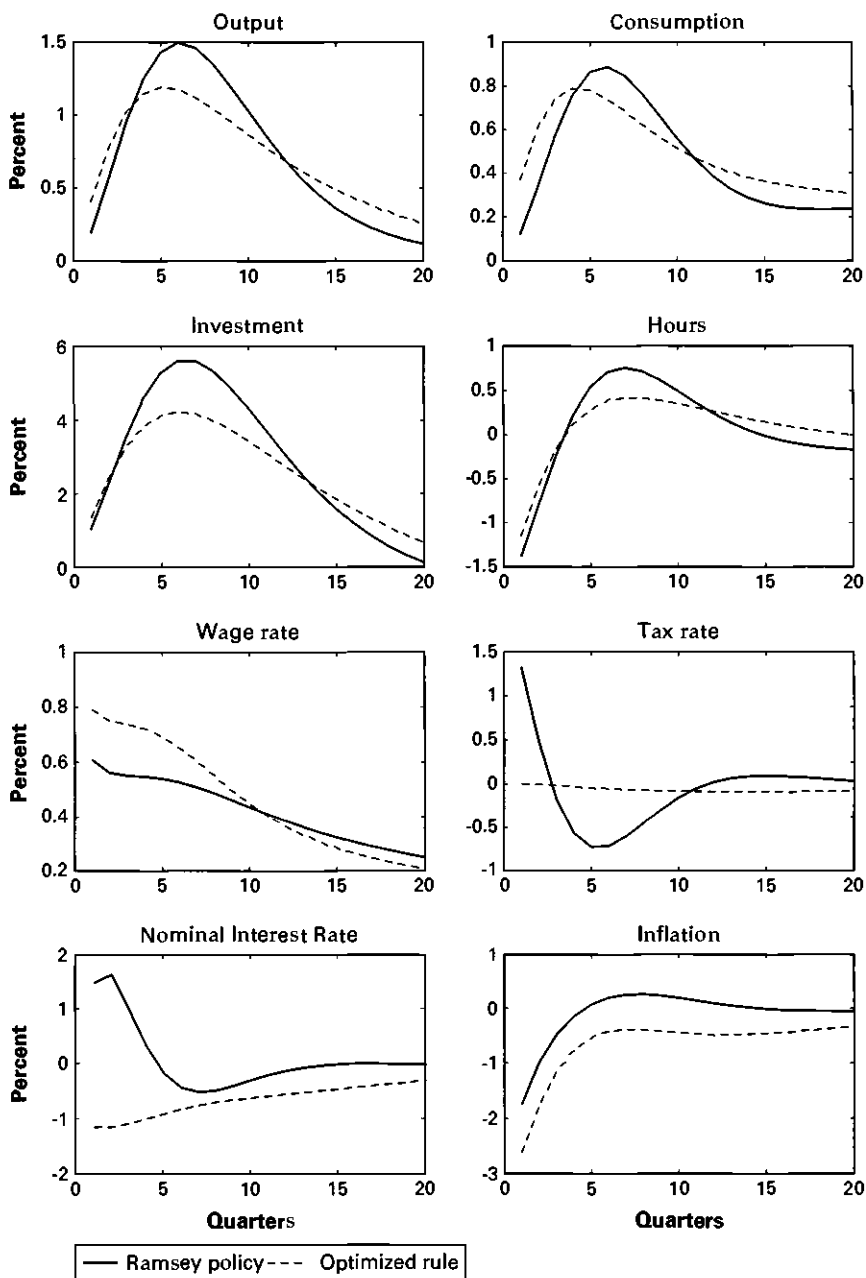 Output
Percent
1.5
1
0.5
0
0 5 10 15 20
Consumption
1
0.8
0.6
0.4
0.2
0
0 5 10 15 20
Investment
Percent
6
4
2
0
0 5 10 15 20
Hours
1
0.5
0
-0.5
-1
-1.5
0 5 10 15 20
Wage rate
Percent
1
0.8
0.6
0.4
0.2
0 5 10 15 20
Tax rate
1.5
1
0.5
0
-0.5
-1
0 5 10 15 20
Nominal Interest Rate
Percent
2
1
0
-1
-2
0 5 10 15 20
Quarters
Inflation
1
0
-1
-2
-3
0 5 10 15 20
Quarters
Ramsey policy Optimized rule